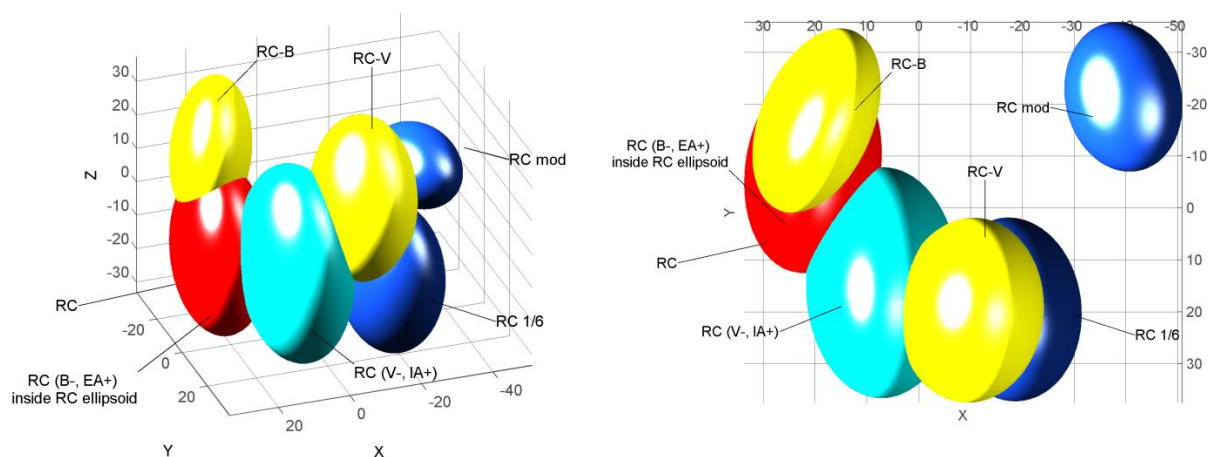 RC-B
RC-V
RC mod
Z
30
20
10
0
-10
-20
-30
RC
-20
0
20
RC (B-, EA+)
inside RC ellipsoid
RC (V-, IA+)
RC 1/6
20
0
-20
-40
Y
X
30
20
10
0
-10
-20
-30
-40
-50
-30
-20
-10
0
10
20
30
RC-B
RC mod
RC (B-, EA+)
inside RC ellipsoid
RC-V
Y
RC
RC (V-, IA+)
RC 1/6
X